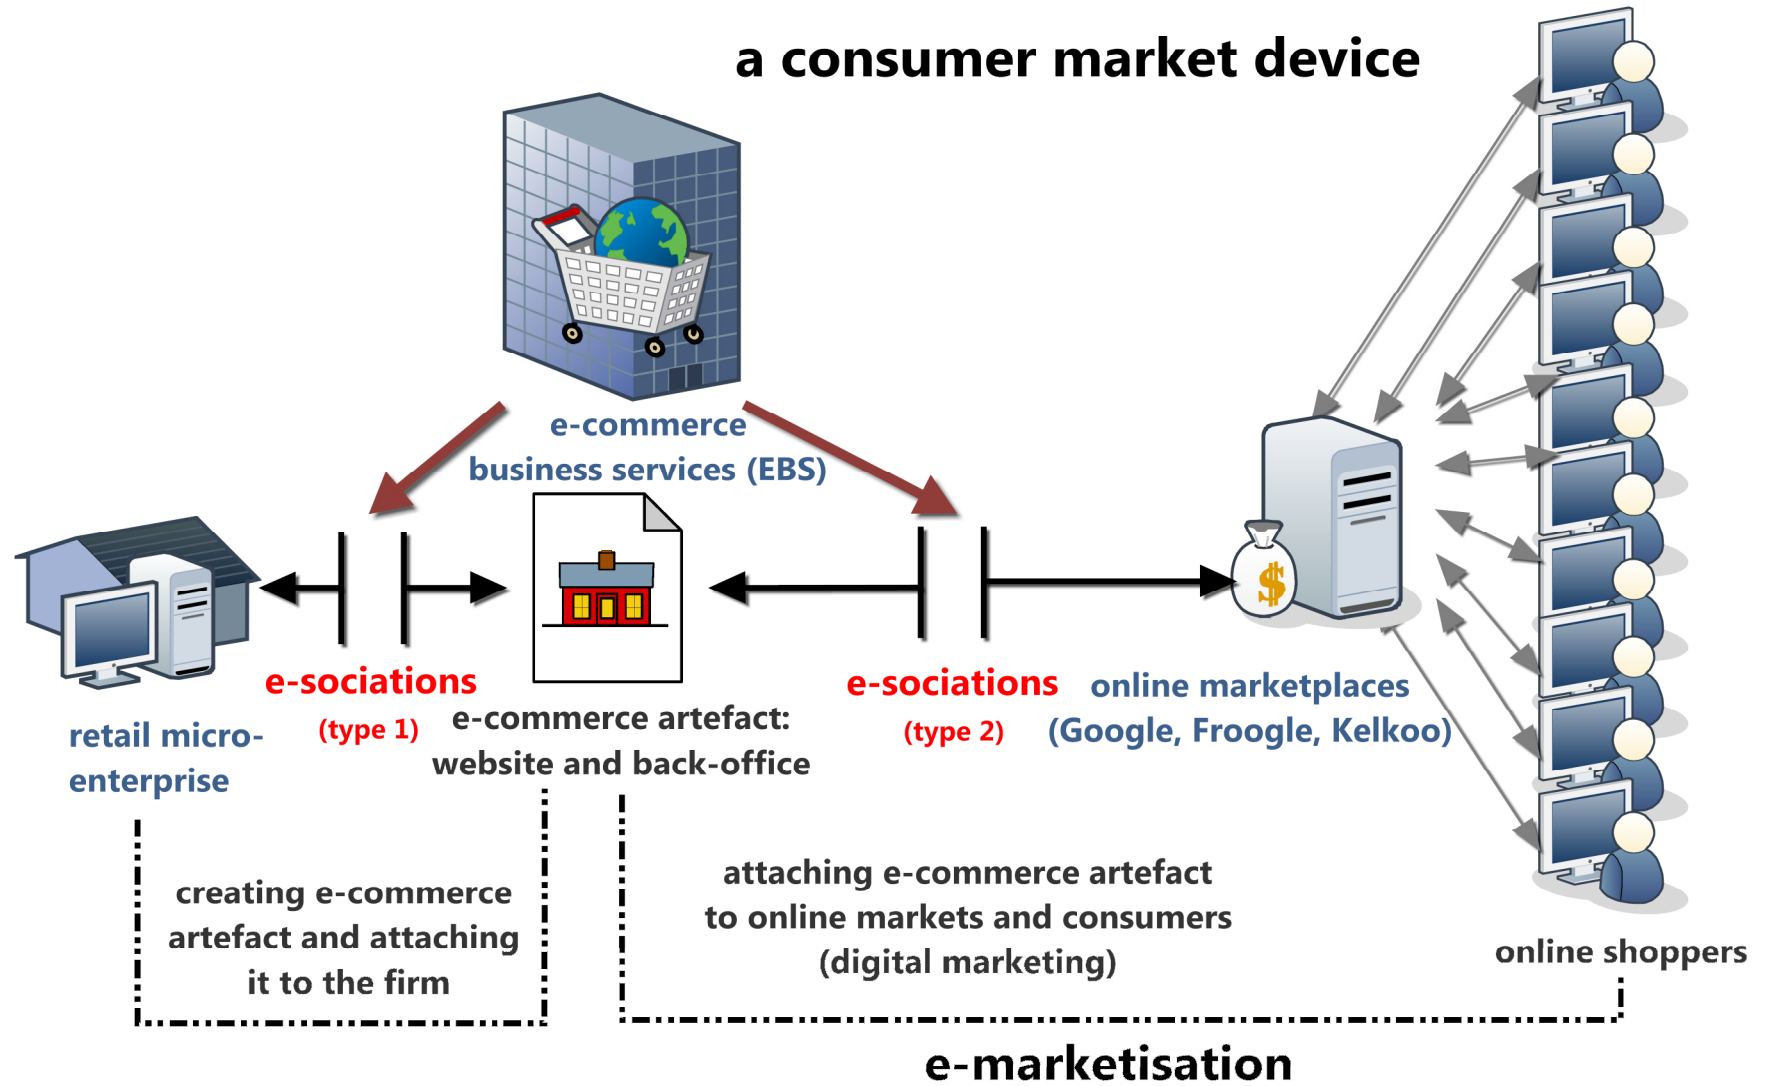 a consumer market device
e-commerce
business services (EBS)
$
e-sociations
(type 1)
e-sociations
(type 2)
retail micro-
enterprise
e-commerce artefact:
website and back-office
online marketplaces
(Google, Froogle, Kelkoo)
creating e-commerce
artefact and attaching
it to the firm
attaching e-commerce artefact
to online markets and consumers
(digital marketing)
online shoppers
e-marketisation